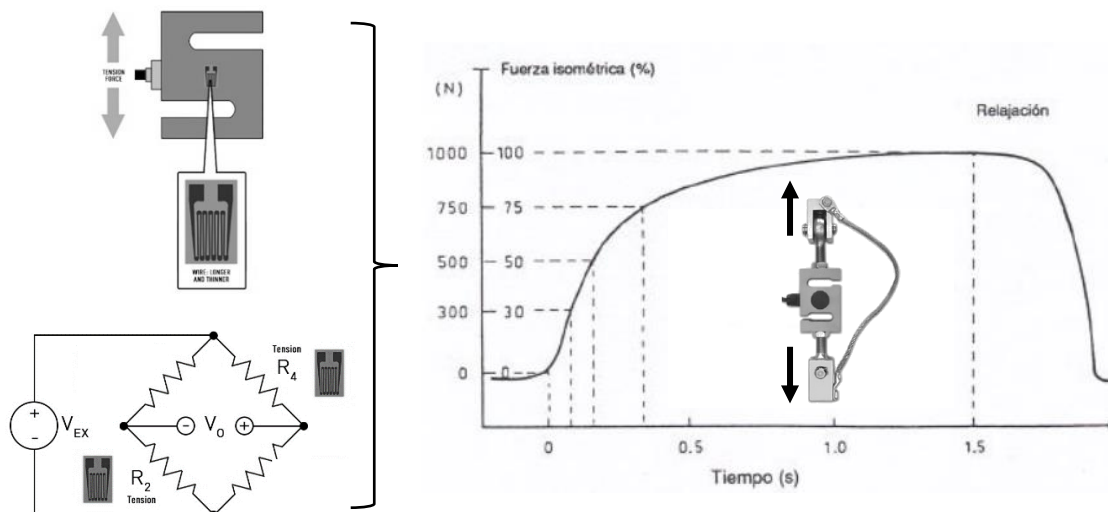 TENSION
FORCE
WIRE: LONGER
AND THINNER
Tension
R4
VEX
VO
R2
Tension
+
-
-
+
Fuerza isométrica (%)
(N)
Relajación
1000
100
750
75
500
50
300
30
0
0
0
0.5
1.0
1.5
Tiempo (s)